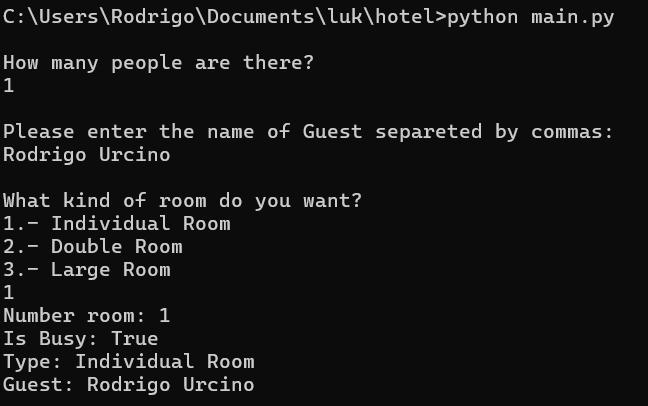 C:\Users\Rodrigo\Documents\luk\hotel>python main.py
How many people are there?
1
Please enter the name of Guest separeted by commas:
Rodrigo Urcino
What kind of room do you want?
1.- Individual Room
2.- Double Room
3.- Large Room
1
Number room: 1
Is Busy: True
Type: Individual Room
Guest: Rodrigo Urcino